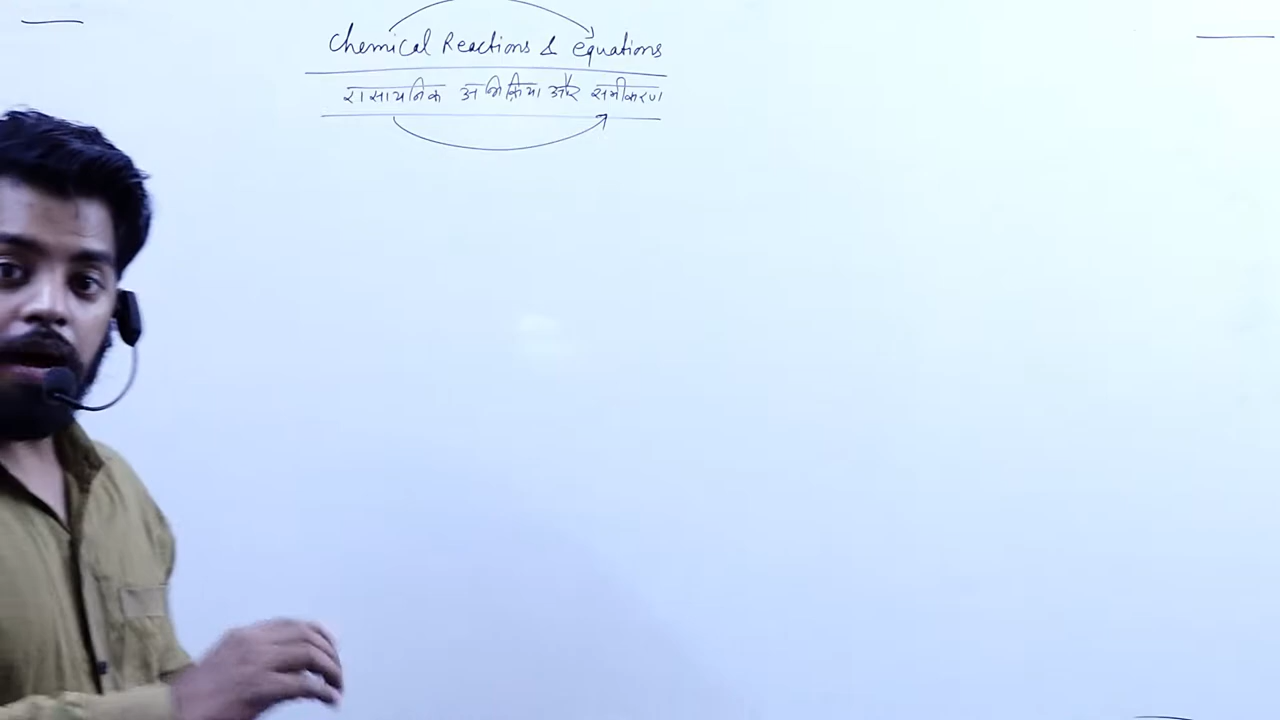 Chemical Reactions & equations
रासायनिक अभिक्रिया और समीकरण